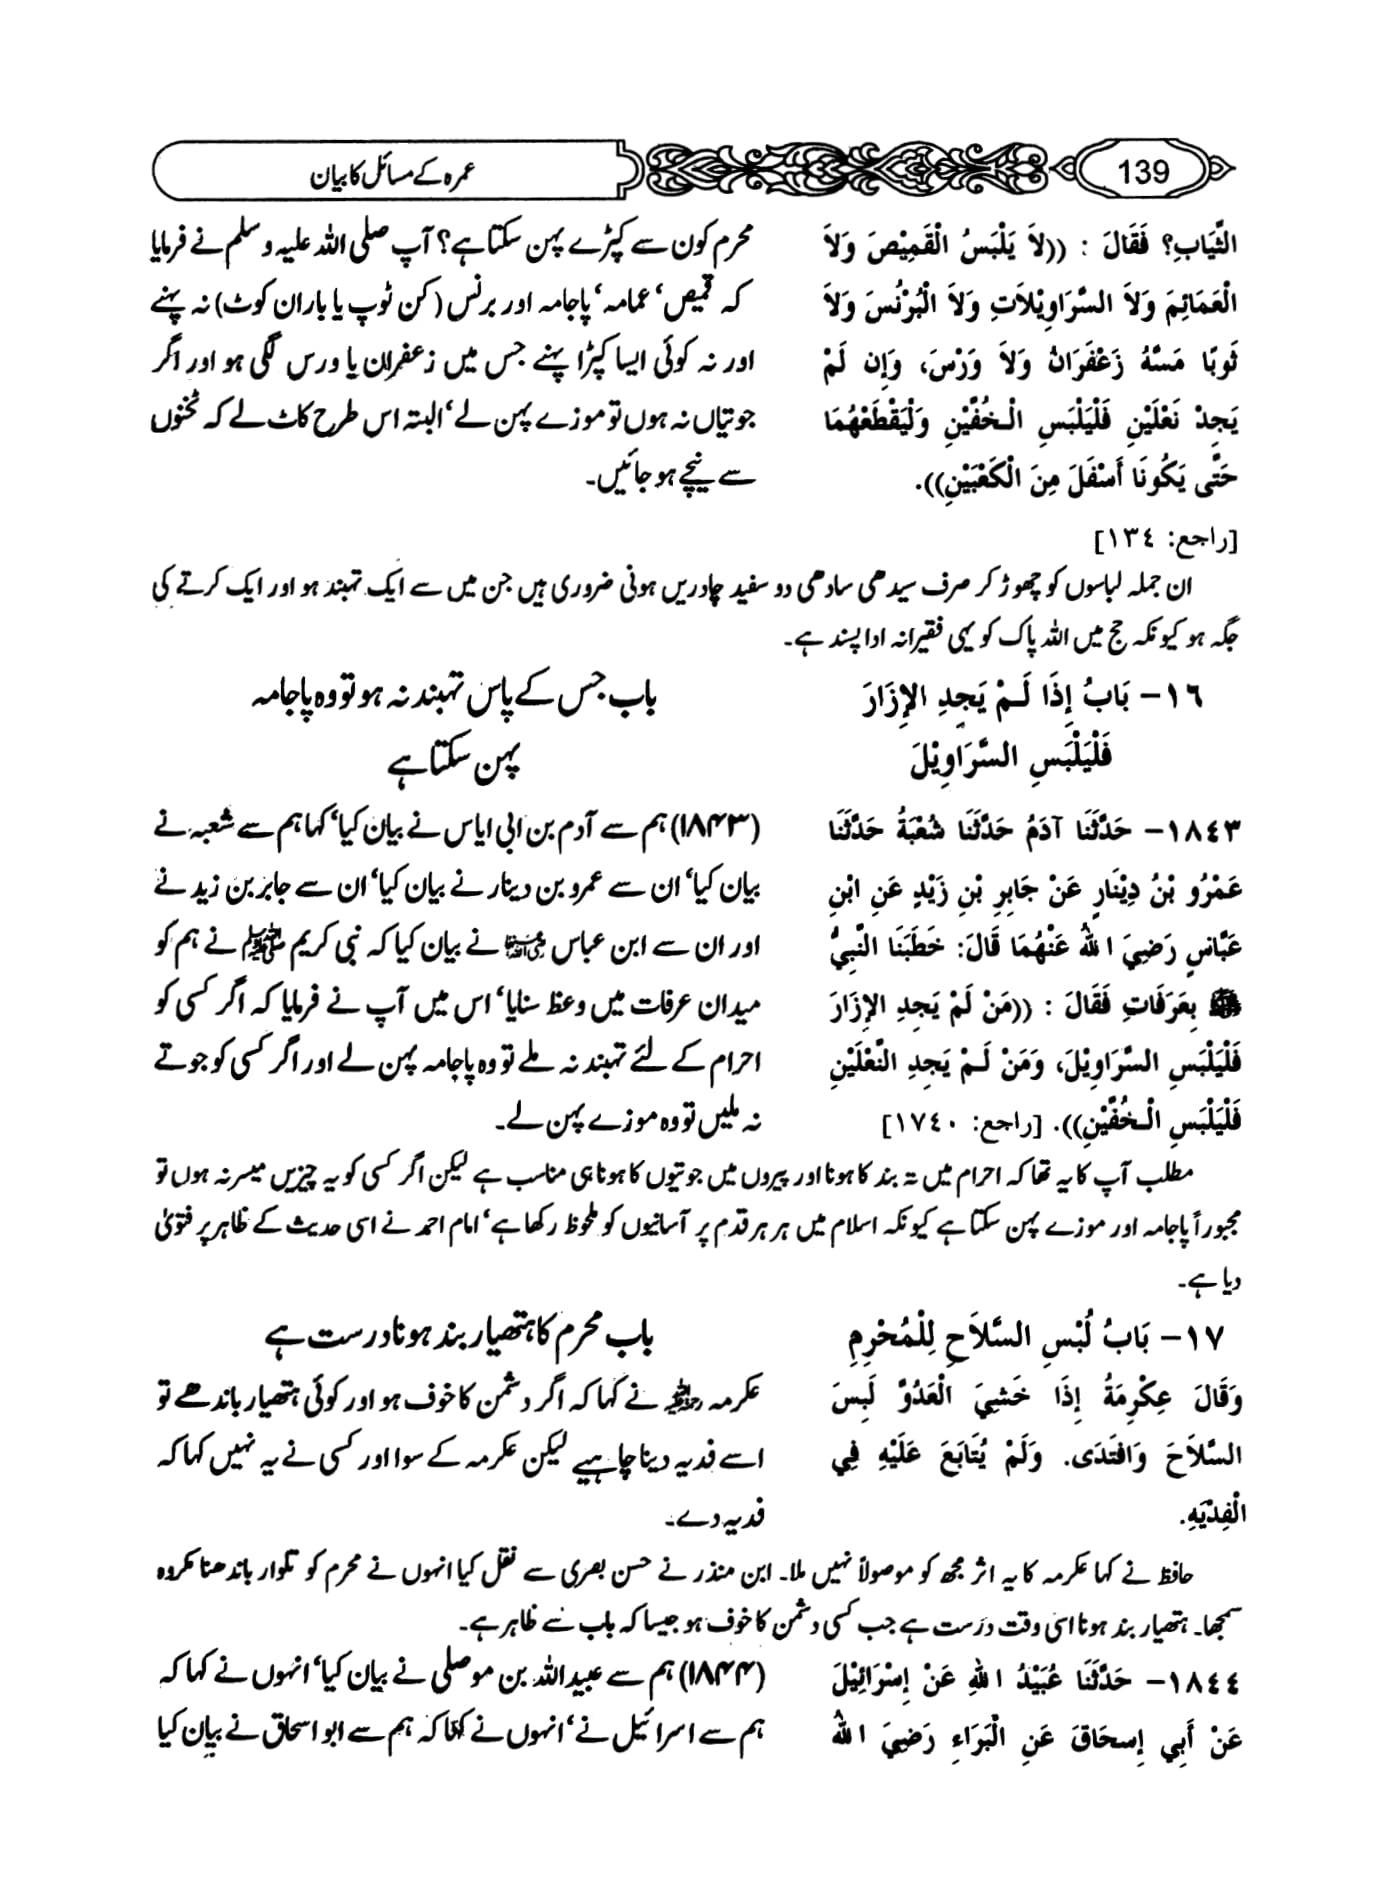 139
عمرہ کے مسائل کا بیان
الثِّيَابِ؟ فَقَالَ : ((لاَ يَلْبَسُ الْقَمِيْصَ وَلاَ
الْعَمَائِمَ وَلاَ السَّرَاوِيْلاَتِ وَلاَ الْبُرْنُسَ وَلاَ
ثَوبًا مَسَّهُ زَعْفَرَانٌ وَلاَ وَرْسٌ، وَإِن لَمْ
يَجِدْ نَعْلَيْنِ فَلْيَلْبَسِ الْـخُفَّيْنِ وَلْيَقْطَعْهُمَا
حَتَّى يَكُونَا أَسْفَلَ مِنَ الْكَعْبَيْنِ)).
[راجع: ١٣٤]
محرم کون سے کپڑے پہن سکتا ہے؟ آپ صلی اللہ علیہ و سلم نے فرمایا
کہ قمیص‘ عمامہ‘ پاجامہ اور برنس (کن ٹوپ یا باران کوٹ) نہ پہنے
اور نہ کوئی ایسا کپڑا پہنے جس میں زعفران یا ورس لگی ہو اور اگر
جوتیاں نہ ہوں تو موزے پہن لے‘ البتہ اس طرح کاٹ لے کہ ٹخنوں
سے نیچے ہو جائیں۔
ان جملہ لباسوں کو چھوڑ کر صرف سیدھی سادھی دو سفید چادریں ہونی ضروری ہیں جن میں سے ایک تہبند ہو اور ایک کرتے کی
جگہ ہو کیونکہ حج میں اللہ پاک کو یہی فقیرانہ ادا پسند ہے۔
١٦- بَابُ إِذَا لَـمْ يَجِدِ الإِزَارَ
فَلْيَلْبَسِ السَّرَاوِيْلَ
باب جس کے پاس تہبند نہ ہو تو وہ پاجامہ
پہن سکتا ہے
١٨٤٣- حَدَّثَنَا آدَمُ حَدَّثَنَا شُعْبَةُ حَدَّثَنَا
عَمْرُو بْنُ دِيْنَارٍ عَنْ جَابِرِ بْنِ زَيْدٍ عَنِ ابْنِ
عَبَّاسٍ رَضِيَ اللهُ عَنْهُمَا قَالَ: خَطَبَنَا النَّبِيُّ
ﷺ بِعَرَفَاتٍ فَقَالَ : ((مَنْ لَمْ يَجِدِ الإِزَارَ
فَلْيَلْبَسِ السَّرَاوِيْلَ، وَمَنْ لَـمْ يَجِدِ النَّعْلَيْنِ
فَلْيَلْبَسِ الْـخُفَّيْنِ)). [راجع: ١٧٤٠]
(۱۸۴۳) ہم سے آدم بن ابی ایاس نے بیان کیا‘ کہا ہم سے شعبہ نے
بیان کیا‘ ان سے عمرو بن دینار نے بیان کیا‘ ان سے جابر بن زید نے
اور ان سے ابن عباس رضی اللہ عنہما نے بیان کیا کہ نبی کریم ﷺ نے ہم کو
میدان عرفات میں وعظ سنایا‘ اس میں آپ نے فرمایا کہ اگر کسی کو
احرام کے لئے تہبند نہ ملے تو وہ پاجامہ پہن لے اور اگر کسی کو جوتے
نہ ملیں تو وہ موزے پہن لے۔
مطلب آپ کا یہ تھا کہ احرام میں تہ بند کا ہونا اور پیروں میں جوتیوں کا ہونا ہی مناسب ہے لیکن اگر کسی کو یہ چیزیں میسر نہ ہوں تو
مجبوراً پاجامہ اور موزے پہن سکتا ہے کیونکہ اسلام میں ہر ہر قدم پر آسانیوں کو ملحوظ رکھا ہے‘ امام احمد نے اسی حدیث کے ظاہر پر فتویٰ
دیا ہے۔
١٧- بَابُ لُبْسِ السِّلاَحِ لِلْمُحْرِمِ
وَقَالَ عِكْرِمَةُ إِذَا خَشِيَ الْعَدُوَّ لَبِسَ
السِّلاَحَ وَافْتَدَى. وَلَمْ يُتَابَعْ عَلَيْهِ فِي
الْفِدْيَةِ.
باب محرم کا ہتھیار بند ہونا درست ہے
عکرمہ رحمہ اللہ نے کہا کہ اگر دشمن کا خوف ہو اور کوئی ہتھیار باندھے تو
اسے فدیہ دینا چاہیے لیکن عکرمہ کے سوا اور کسی نے یہ نہیں کہا کہ
فدیہ دے۔
حافظ نے کہا عکرمہ کا یہ اثر مجھ کو موصولاً نہیں ملا۔ ابن منذر نے حسن بصری سے نقل کیا انہوں نے محرم کو تلوار باندھنا مکروہ
سمجھا۔ ہتھیار بند ہونا اسی وقت درست ہے جب کسی دشمن کا خوف ہو جیسا کہ باب سے ظاہر ہے۔
١٨٤٤- حَدَّثَنَا عُبَيْدُ اللهِ عَنْ إِسْرَائِيْلَ
عَنْ أَبِي إِسحَاقَ عَنِ الْبَرَاءِ رَضِيَ اللهُ
(۱۸۴۴) ہم سے عبیداللہ بن موصلی نے بیان کیا‘ انہوں نے کہا کہ
ہم سے اسرائیل نے‘ انہوں نے کہا کہ ہم سے ابو اسحاق نے بیان کیا